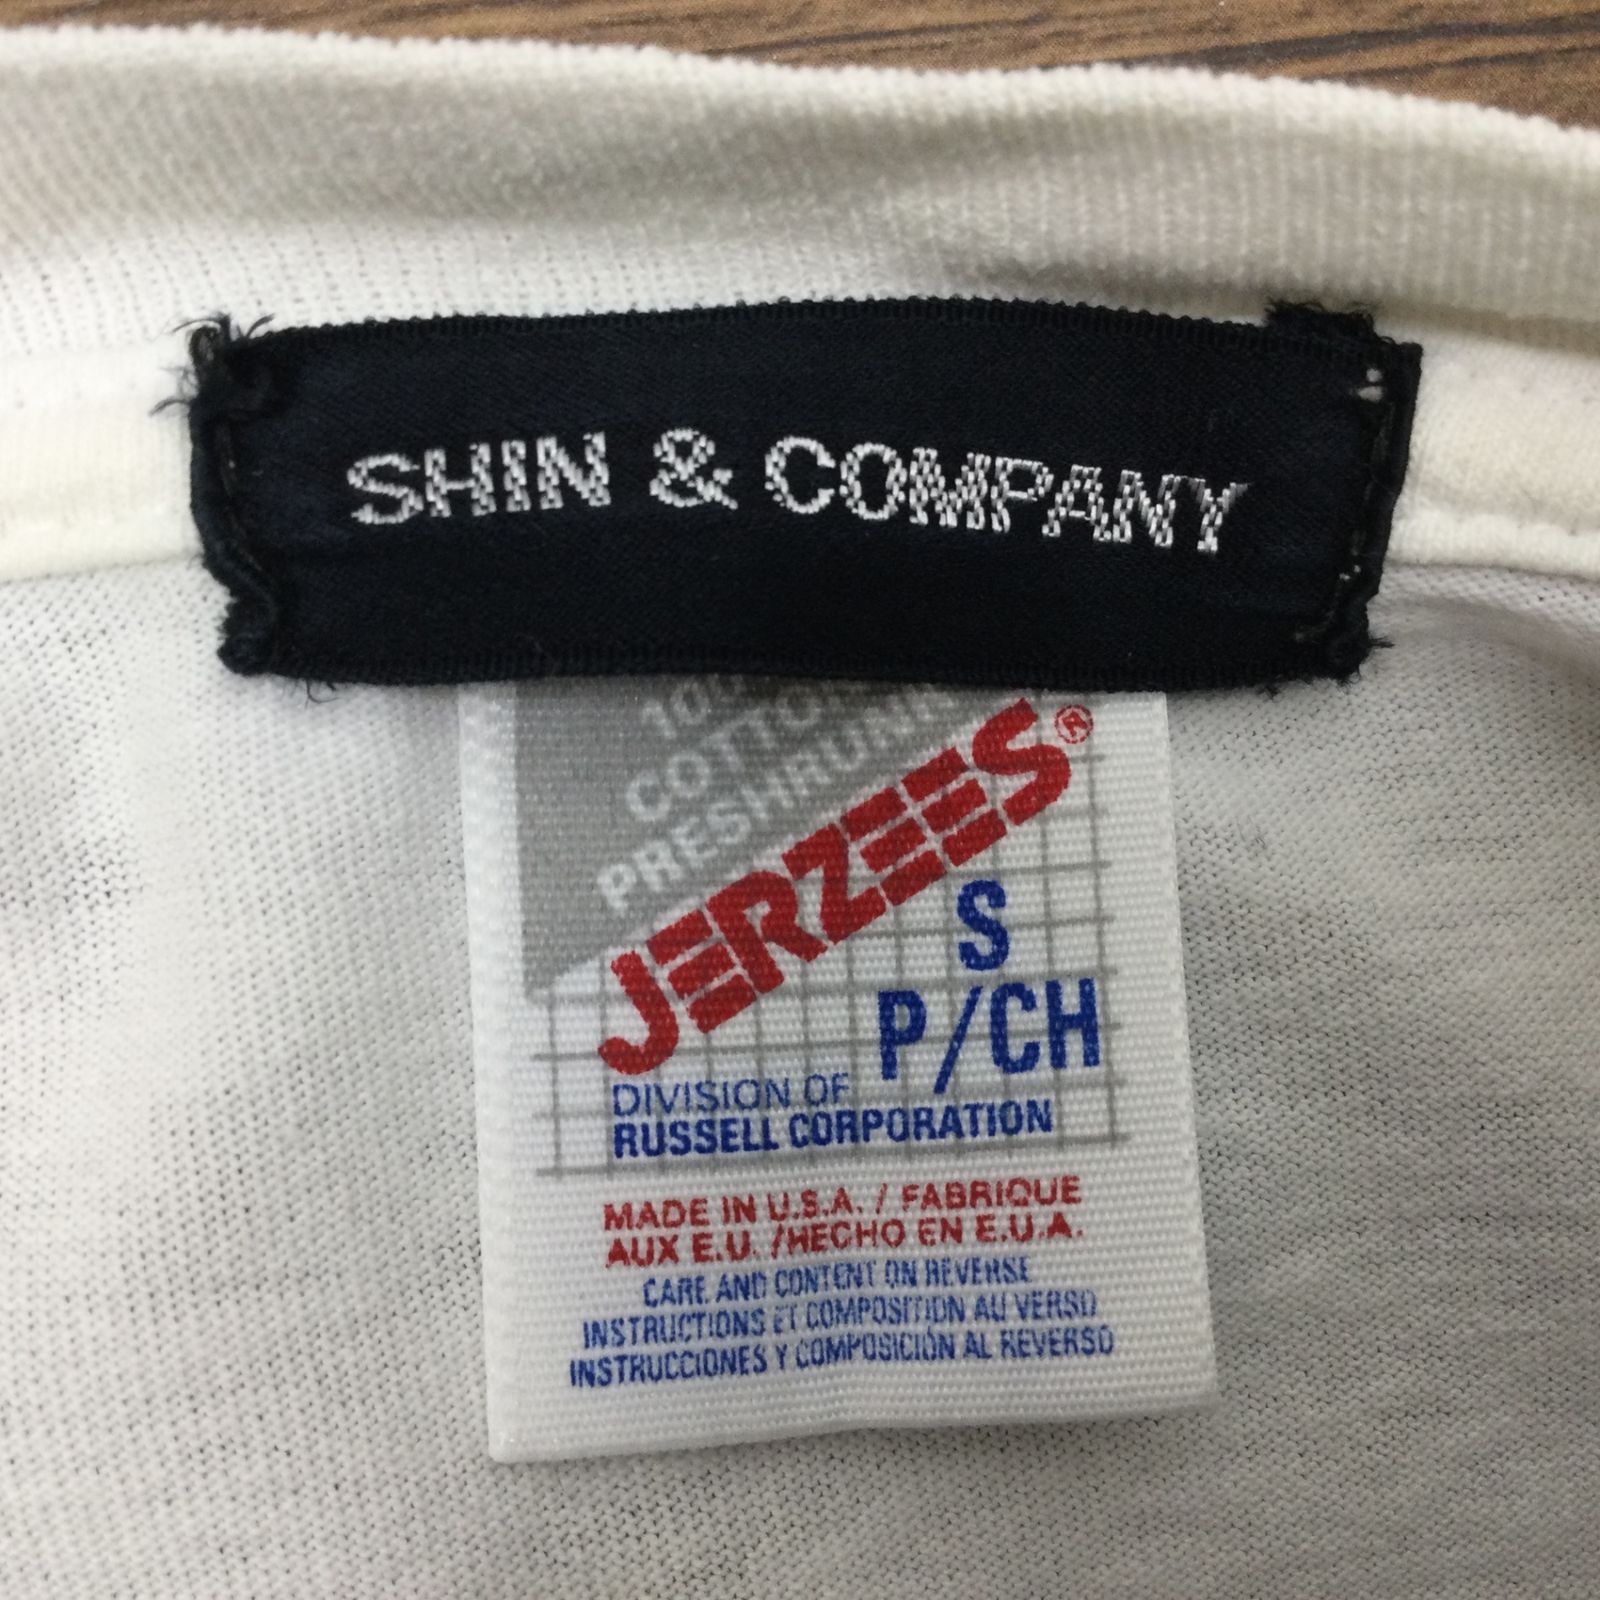 SHIN & COMPANY
COTTON
PRESHRUNK
JERZEES®
S
P/CH
DIVISION OF
RUSSELL CORPORATION
MADE IN U.S.A. / FABRIQUE
AUX E.U. /HECHO EN E.U.A.
CARE AND CONTENT ON REVERSE
INSTRUCTIONS ET COMPOSITION AU VERSO
INSTRUCCIONES Y COMPOSICIÓN AL REVERSO